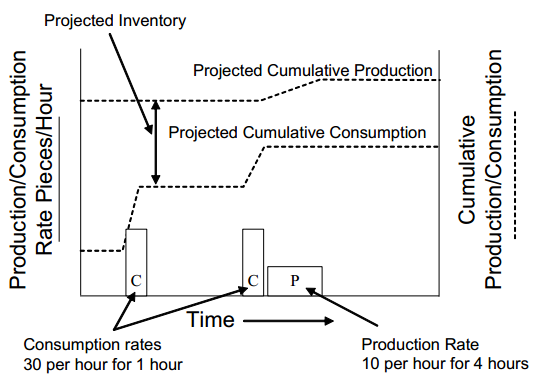 Projected Inventory
Projected Cumulative Production
Projected Cumulative Consumption
Production/Consumption
Rate Pieces/Hour
Cumulative
Production/Consumption
C
C
P
Time
Consumption rates
30 per hour for 1 hour
Production Rate
10 per hour for 4 hours